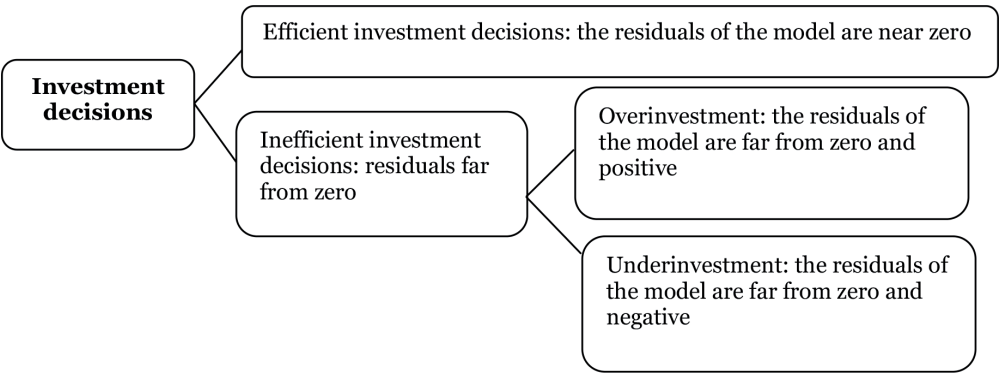 Investment
decisions
Efficient investment decisions: the residuals of the model are near zero
Inefficient investment
decisions: residuals far
from zero
Overinvestment: the residuals of
the model are far from zero and
positive
Underinvestment: the residuals of
the model are far from zero and
negative